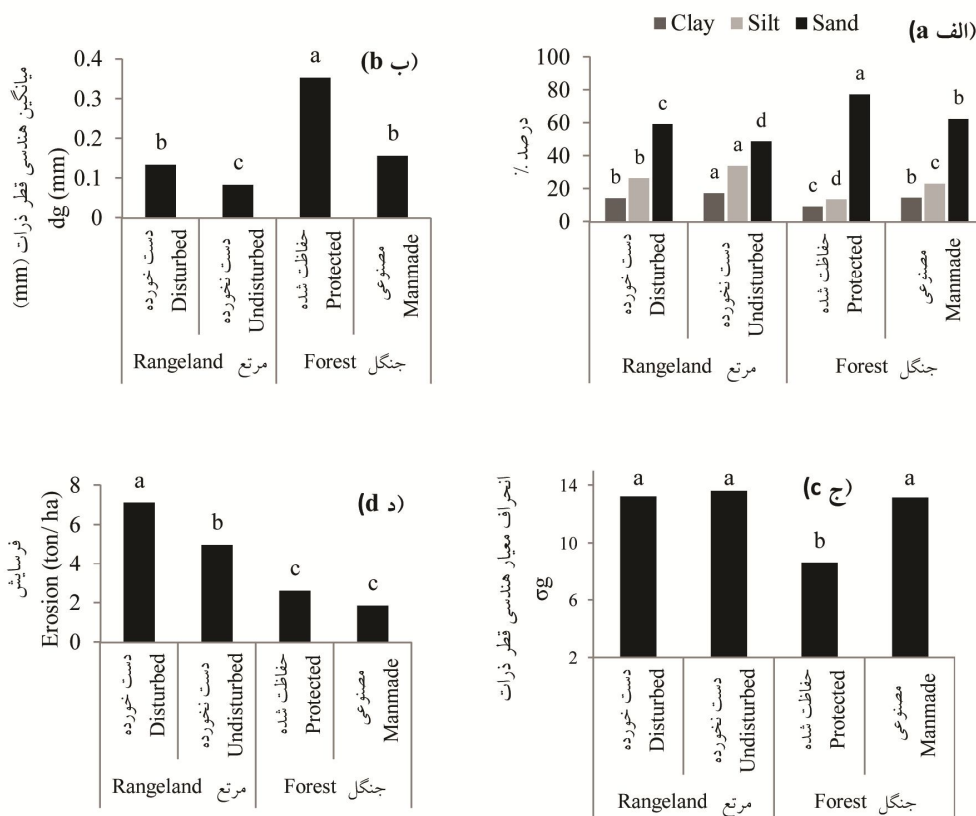 (ب b)
میانگین هندسی قطر ذرات (mm)
dg (mm)
0.4
0.3
0.2
0.1
0
b
c
a
b
دست خورده
Disturbed
دست نخورده
Undisturbed
حفاظت شده
Protected
مصنوعی
Manmade
Rangeland مرتع
Forest جنگل
Clay Silt Sand
(الف a)
درصد %
100
80
60
40
20
0
b b c
a a d
c d a
b c b
دست خورده
Disturbed
دست نخورده
Undisturbed
حفاظت شده
Protected
مصنوعی
Manmade
Rangeland مرتع
Forest جنگل
(د d)
فرسایش
Erosion (ton/ ha)
8
6
4
2
0
a
b
c
c
دست خورده
Disturbed
دست نخورده
Undisturbed
حفاظت شده
Protected
مصنوعی
Manmade
Rangeland مرتع
Forest جنگل
(ج c)
انحراف معیار هندسی قطر ذرات
σg
14
10
6
2
a
a
b
a
دست خورده
Disturbed
دست نخورده
Undisturbed
حفاظت شده
Protected
مصنوعی
Manmade
Rangeland مرتع
Forest جنگل